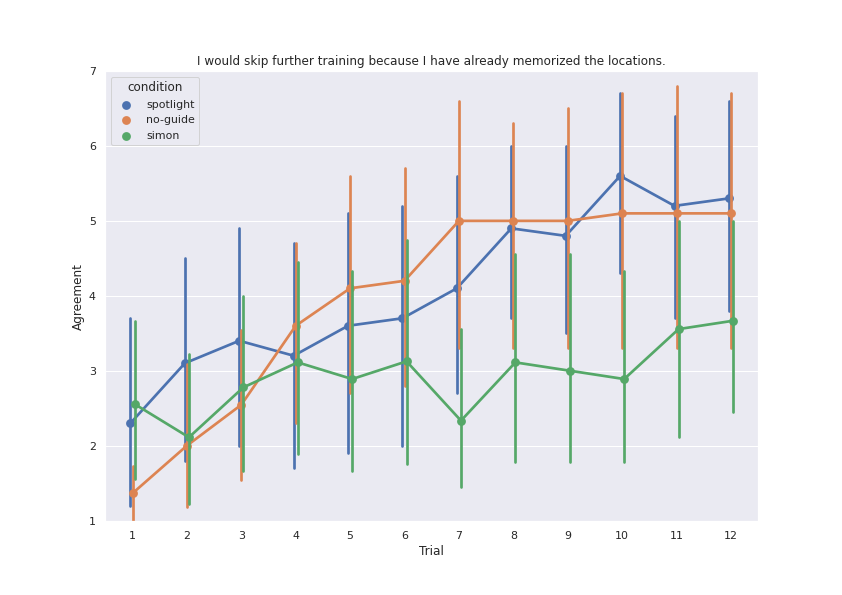 I would skip further training because I have already memorized the locations.
7
condition
spotlight
no-guide
simon
6
5
4
3
2
1
Agreement
1 2 3 4 5 6 7 8 9 10 11 12
Trial